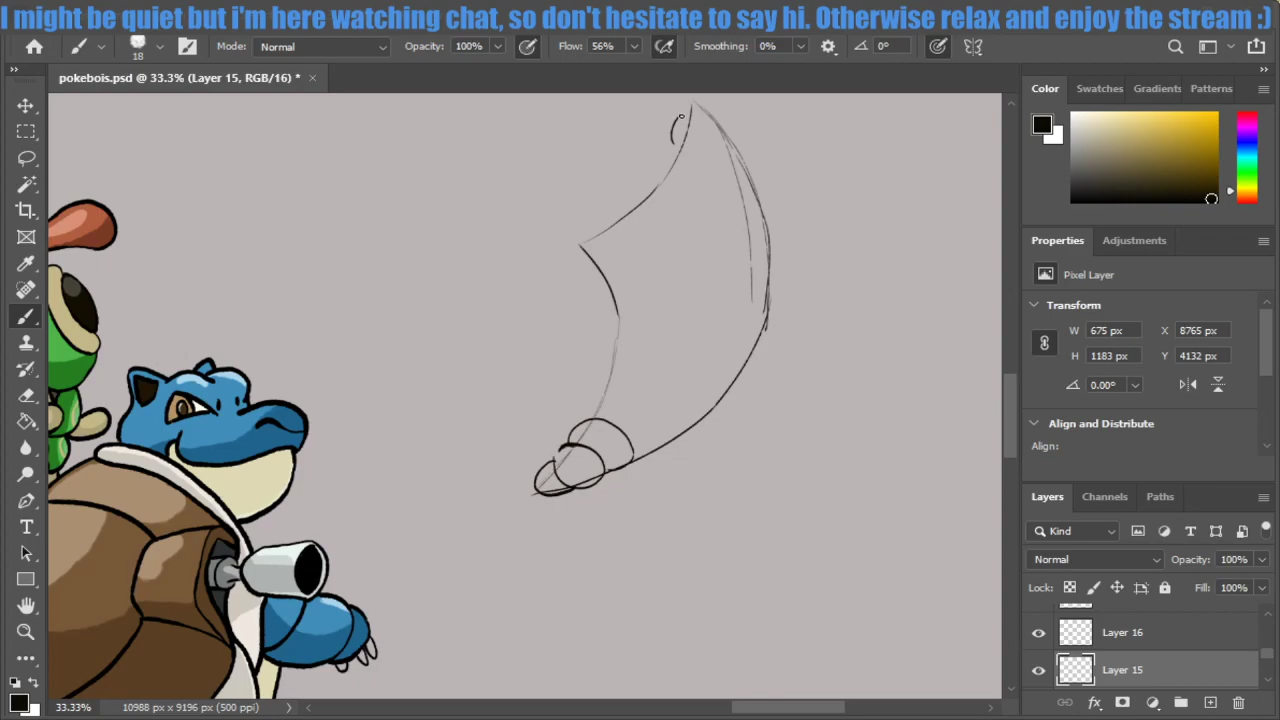 I might be quiet but i'm here watching chat, so don't hesitate to say hi. Otherwise relax and enjoy the stream :)
18 Mode: Normal Opacity: 100% Flow: 56% Smoothing: 0% 0°
pokebois.psd @ 33.3% (Layer 15, RGB/16) *
Color Swatches Gradients Patterns
Properties Adjustments
Pixel Layer
Transform
W 675 px X 8765 px
H 1183 px Y 4132 px
0.00°
Align and Distribute
Align:
Layers Channels Paths
Kind
Normal Opacity: 100%
Lock: Fill: 100%
Layer 16
Layer 15
33.33% 10988 px x 9196 px (500 ppi)